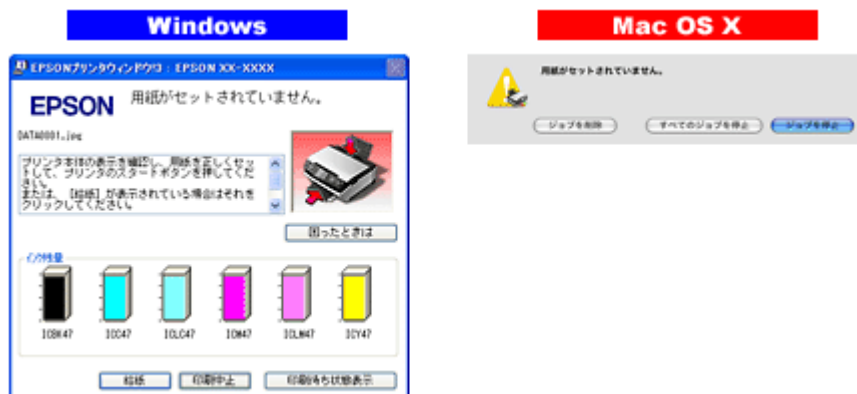 Windows
EPSONプリンタウィンドウ!3 : EPSON XX-XXXX
EPSON
用紙がセットされていません。
DATA0001.jpg
プリンタ本体の表示を確認し、用紙を正しくセッ
トして、プリンタのスタートボタンを押してくだ
さい。
または、[給紙] が表示されている場合はそれを
クリックしてください。
困ったときは
インク残量
ICBK47
ICC47
ICLC47
ICM47
ICLM47
ICY47
給紙
印刷中止
印刷待ち状態表示
Mac OS X
用紙がセットされていません。
ジョブを削除
すべてのジョブを停止
ジョブを停止